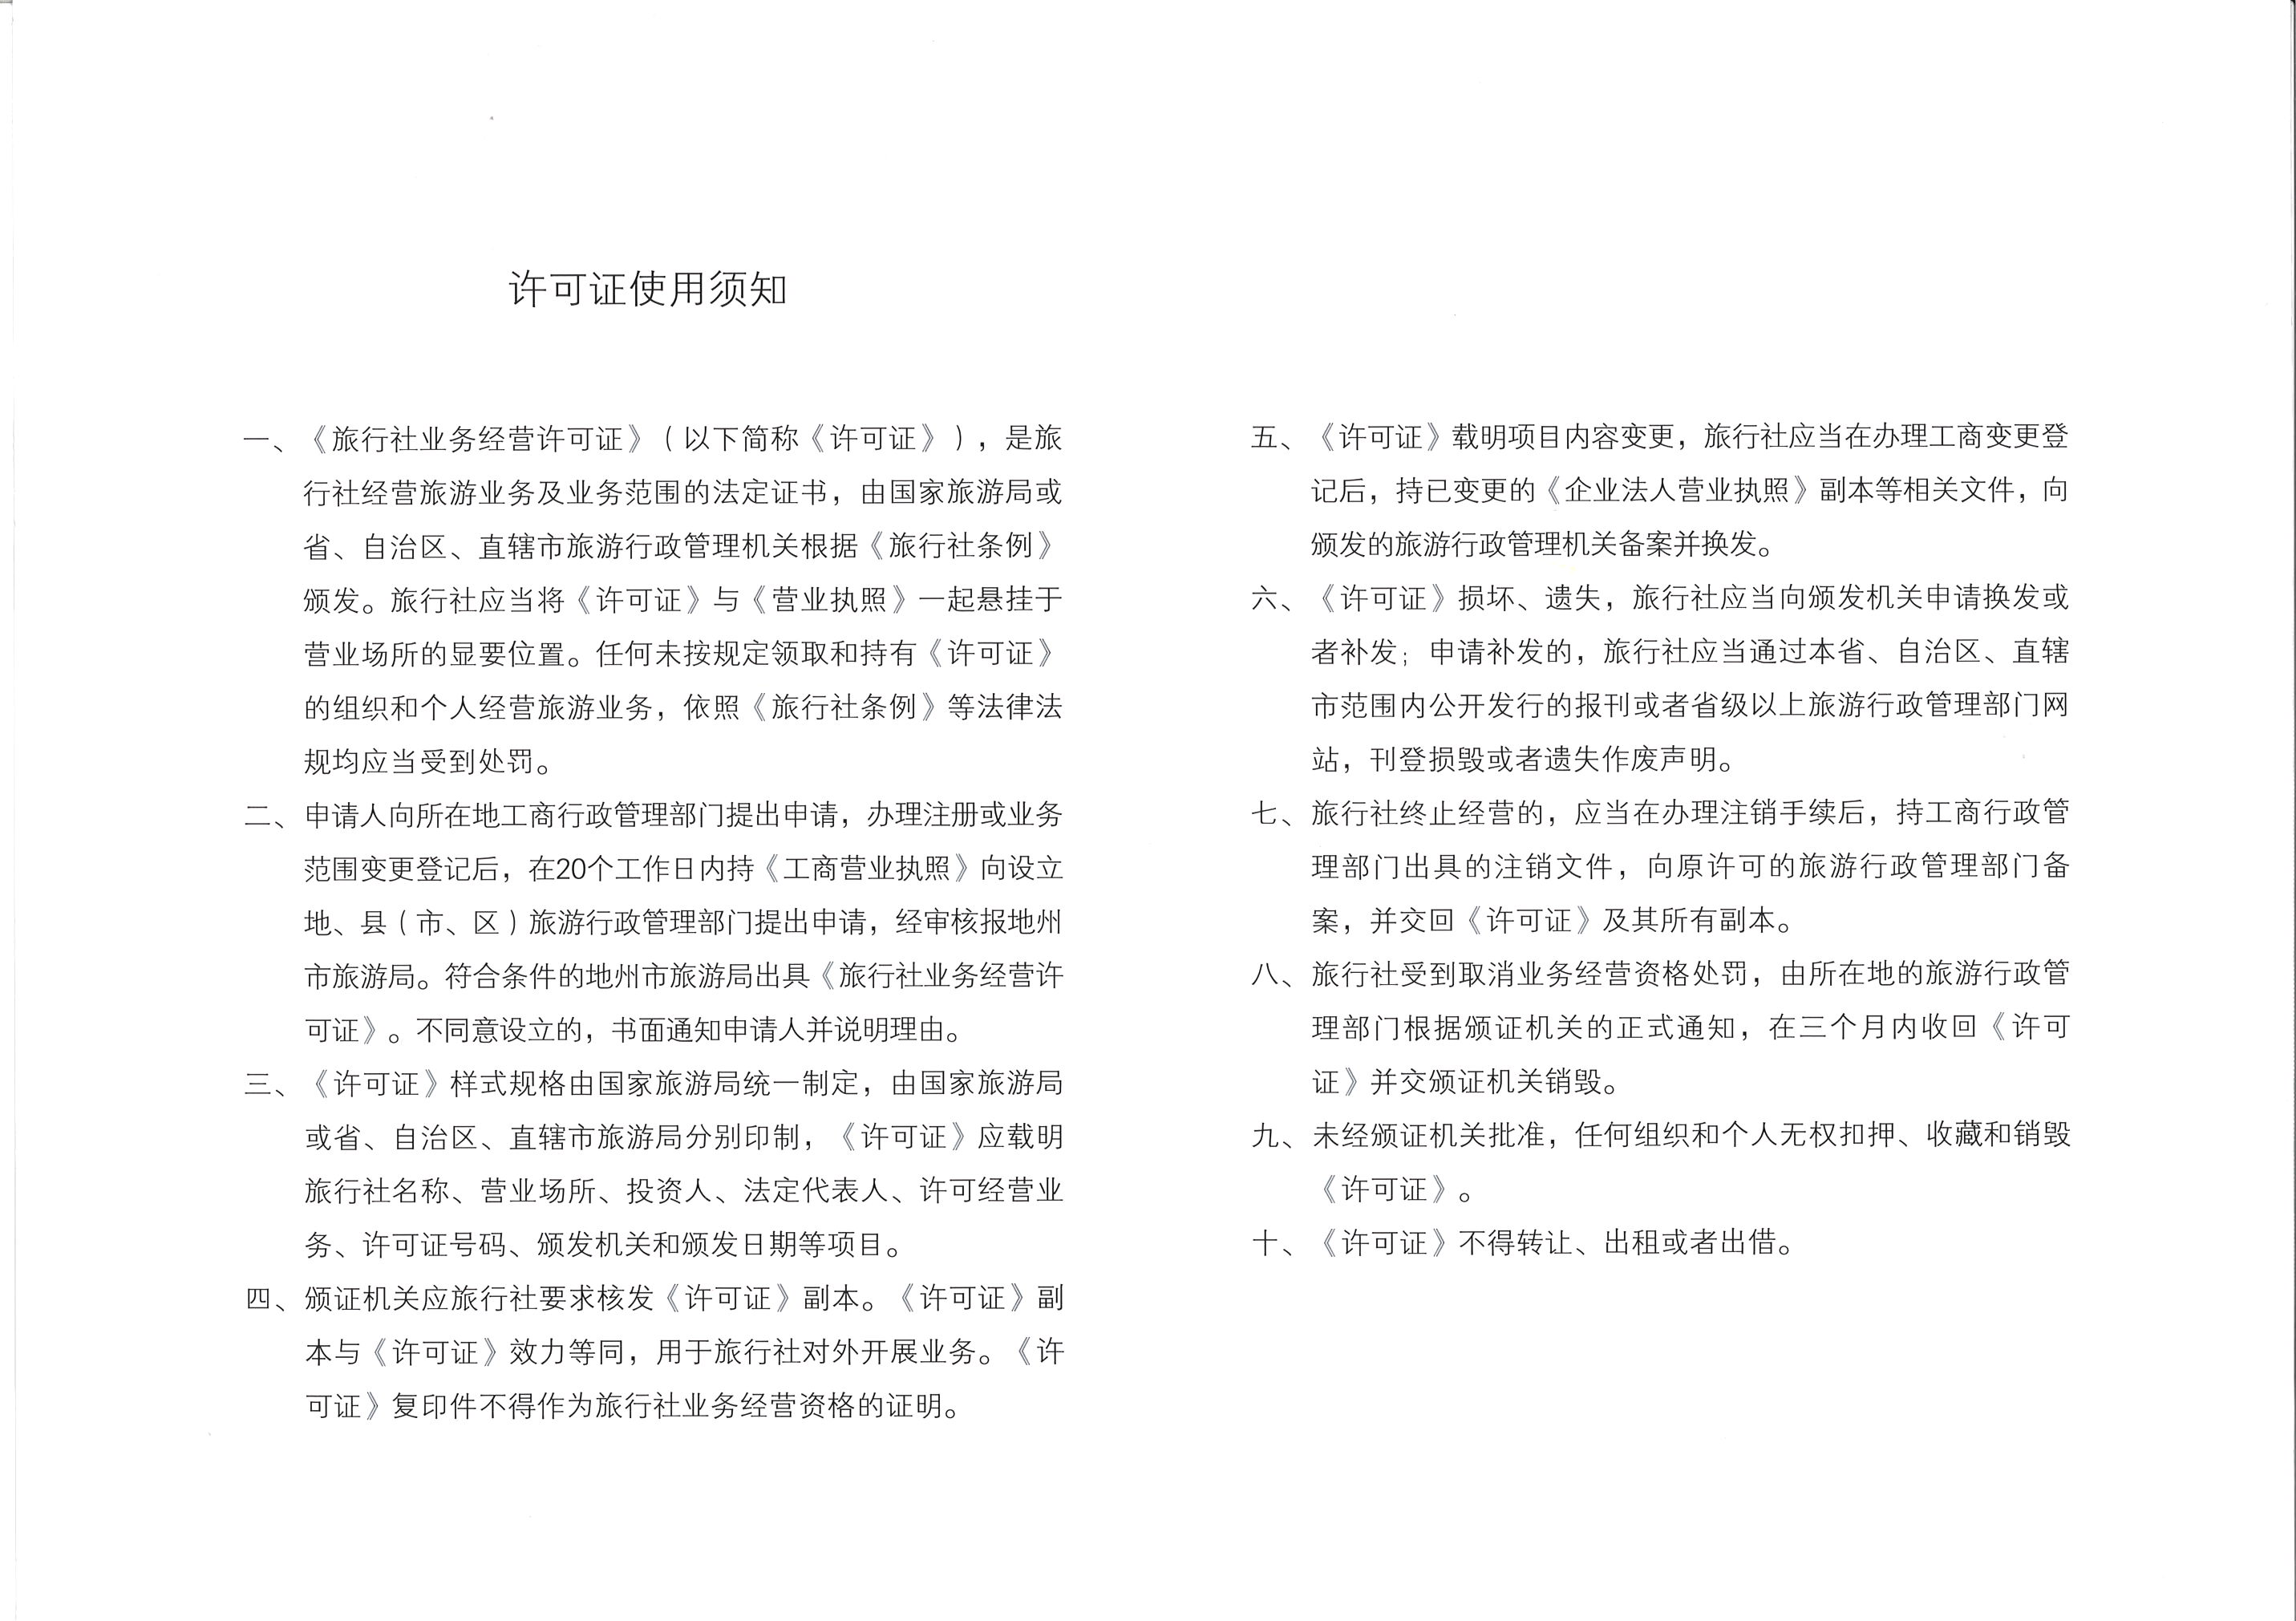 许可证使用须知
一、《旅行社业务经营许可证》（以下简称《许可证》），是旅
行社经营旅游业务及业务范围的法定证书，由国家旅游局或
省、自治区、直辖市旅游行政管理机关根据《旅行社条例》
颁发。旅行社应当将《许可证》与《营业执照》一起悬挂于
营业场所的显要位置。任何未按规定领取和持有《许可证》
的组织和个人经营旅游业务，依照《旅行社条例》等法律法
规均应当受到处罚。
二、申请人向所在地工商行政管理部门提出申请，办理注册或业务
范围变更登记后，在20个工作日内持《工商营业执照》向设立
地、县（市、区）旅游行政管理部门提出申请，经审核报地州
市旅游局。符合条件的地州市旅游局出具《旅行社业务经营许
可证》。不同意设立的，书面通知申请人并说明理由。
三、《许可证》样式规格由国家旅游局统一制定，由国家旅游局
或省、自治区、直辖市旅游局分别印制，《许可证》应载明
旅行社名称、营业场所、投资人、法定代表人、许可经营业
务、许可证号码、颁发机关和颁发日期等项目。
四、颁证机关应旅行社要求核发《许可证》副本。《许可证》副
本与《许可证》效力等同，用于旅行社对外开展业务。《许
可证》复印件不得作为旅行社业务经营资格的证明。
五、《许可证》载明项目内容变更，旅行社应当在办理工商变更登
记后，持已变更的《企业法人营业执照》副本等相关文件，向
颁发的旅游行政管理机关备案并换发。
六、《许可证》损坏、遗失，旅行社应当向颁发机关申请换发或
者补发；申请补发的，旅行社应当通过本省、自治区、直辖
市范围内公开发行的报刊或者省级以上旅游行政管理部门网
站，刊登损毁或者遗失作废声明。
七、旅行社终止经营的，应当在办理注销手续后，持工商行政管
理部门出具的注销文件，向原许可的旅游行政管理部门备
案，并交回《许可证》及其所有副本。
八、旅行社受到取消业务经营资格处罚，由所在地的旅游行政管
理部门根据颁证机关的正式通知，在三个月内收回《许可
证》并交颁证机关销毁。
九、未经颁证机关批准，任何组织和个人无权扣押、收藏和销毁
《许可证》。
十、《许可证》不得转让、出租或者出借。